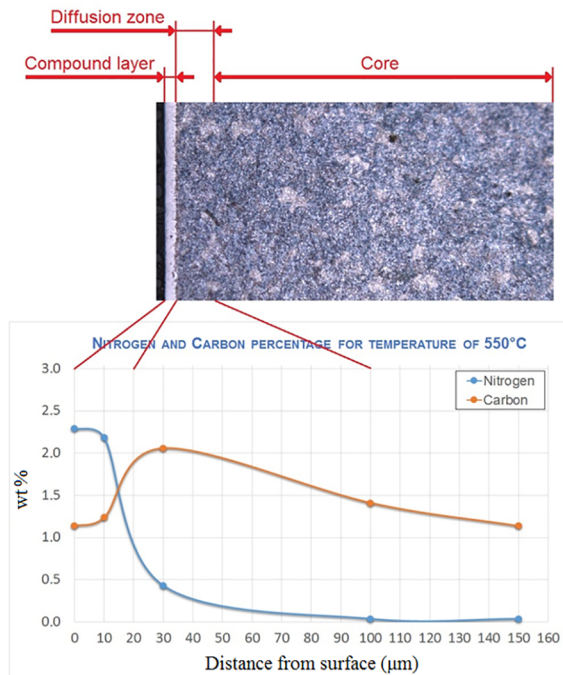 Diffusion zone
Compound layer
Core
NITROGEN AND CARBON PERCENTAGE FOR TEMPERATURE OF 550°C
3.0
Nitrogen
Carbon
2.5
2.0
wt%
1.5
1.0
0.5
0.0
0 10 20 30 40 50 60 70 80 90 100 110 120 130 140 150 160
Distance from surface (μm)